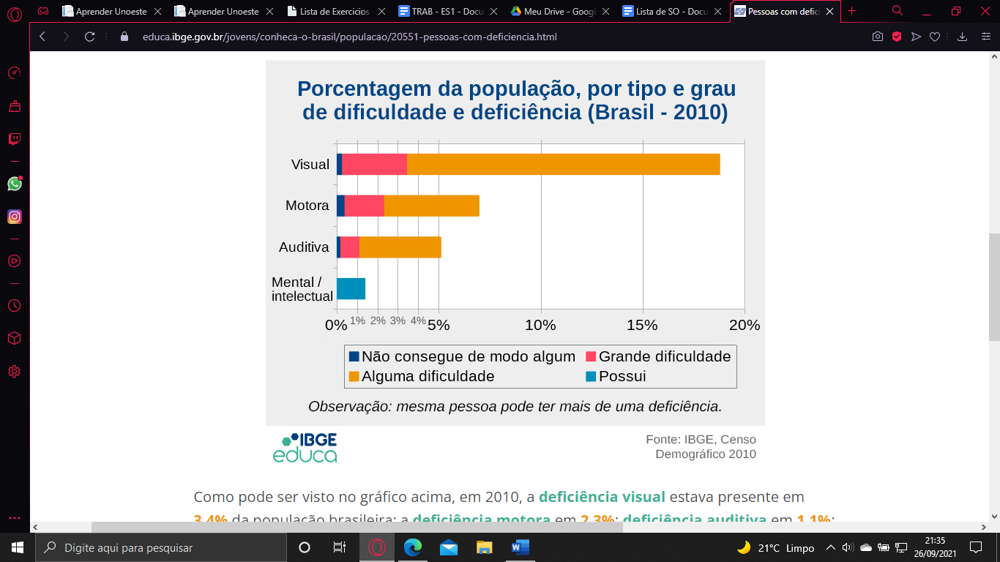 Aprender Unoeste
Aprender Unoeste
Lista de Exercicios
TRAB - ES1 - Docu
Meu Drive - Googl
Lista de SO - Docu
Pessoas com defici
educa.ibge.gov.br/jovens/conheca-o-brasil/populacao/20551-pessoas-com-deficiencia.html
Porcentagem da população, por tipo e grau
de dificuldade e deficiência (Brasil - 2010)
Visual
Motora
Auditiva
Mental /
intelectual
0% 1% 2% 3% 4% 5% 10% 15% 20%
Não consegue de modo algum Grande dificuldade
Alguma dificuldade Possui
Observação: mesma pessoa pode ter mais de uma deficiência.
IBGE
educa
Fonte: IBGE, Censo
Demográfico 2010
Como pode ser visto no gráfico acima, em 2010, a deficiência visual estava presente em
3,4% da população brasileira; a deficiência motora em 2,3%; deficiência auditiva em 1,1%;
Digite aqui para pesquisar
21°C Limpo
21:35
26/09/2021